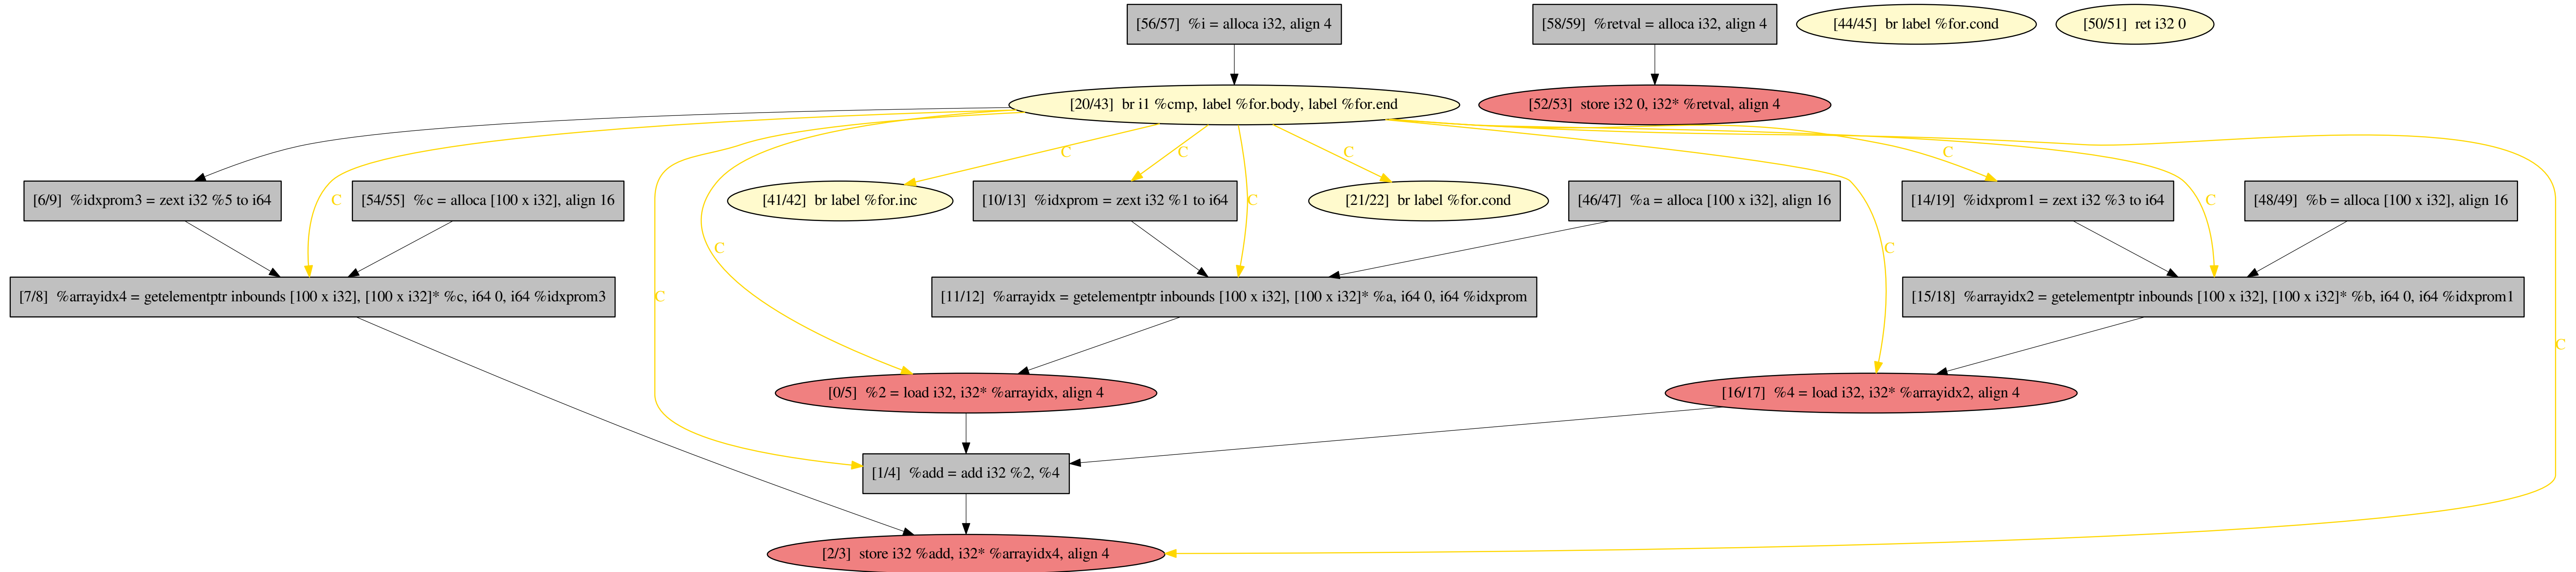 [56/57] %i = alloca i32, align 4
[58/59] %retval = alloca i32, align 4
[44/45] br label %for.cond
[50/51] ret i32 0
[20/43] br i1 %cmp, label %for.body, label %for.end
[52/53] store i32 0, i32* %retval, align 4
C
C
C
C
[6/9] %idxprom3 = zext i32 %5 to i64
[54/55] %c = alloca [100 x i32], align 16
C
[41/42] br label %for.inc
[10/13] %idxprom = zext i32 %1 to i64
C
[21/22] br label %for.cond
[46/47] %a = alloca [100 x i32], align 16
[14/19] %idxprom1 = zext i32 %3 to i64
C
[48/49] %b = alloca [100 x i32], align 16
C
C
[7/8] %arrayidx4 = getelementptr inbounds [100 x i32], [100 x i32]* %c, i64 0, i64 %idxprom3
C
[11/12] %arrayidx = getelementptr inbounds [100 x i32], [100 x i32]* %a, i64 0, i64 %idxprom
[15/18] %arrayidx2 = getelementptr inbounds [100 x i32], [100 x i32]* %b, i64 0, i64 %idxprom1
C
[0/5] %2 = load i32, i32* %arrayidx, align 4
[16/17] %4 = load i32, i32* %arrayidx2, align 4
[1/4] %add = add i32 %2, %4
[2/3] store i32 %add, i32* %arrayidx4, align 4